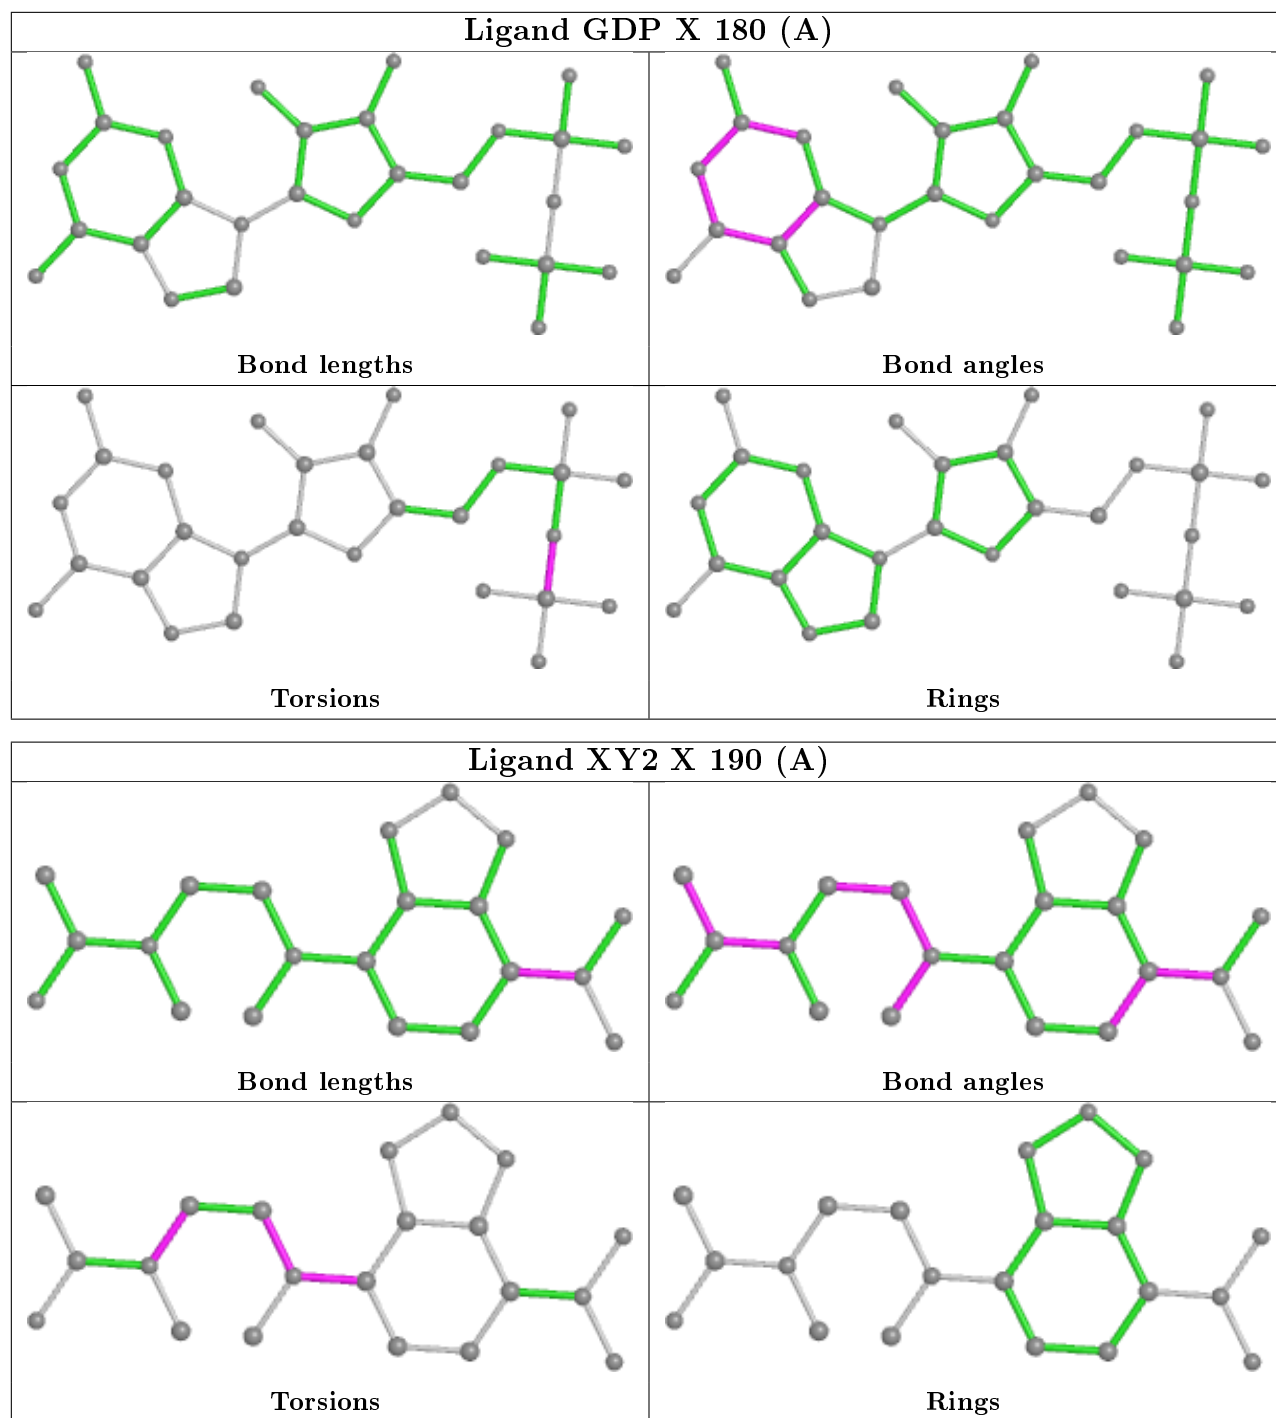 Ligand GDP X 180 (A)
Bond lengths
Bond angles
Torsions
Rings
Ligand XY2 X 190 (A)
Bond lengths
Bond angles
Torsions
Rings